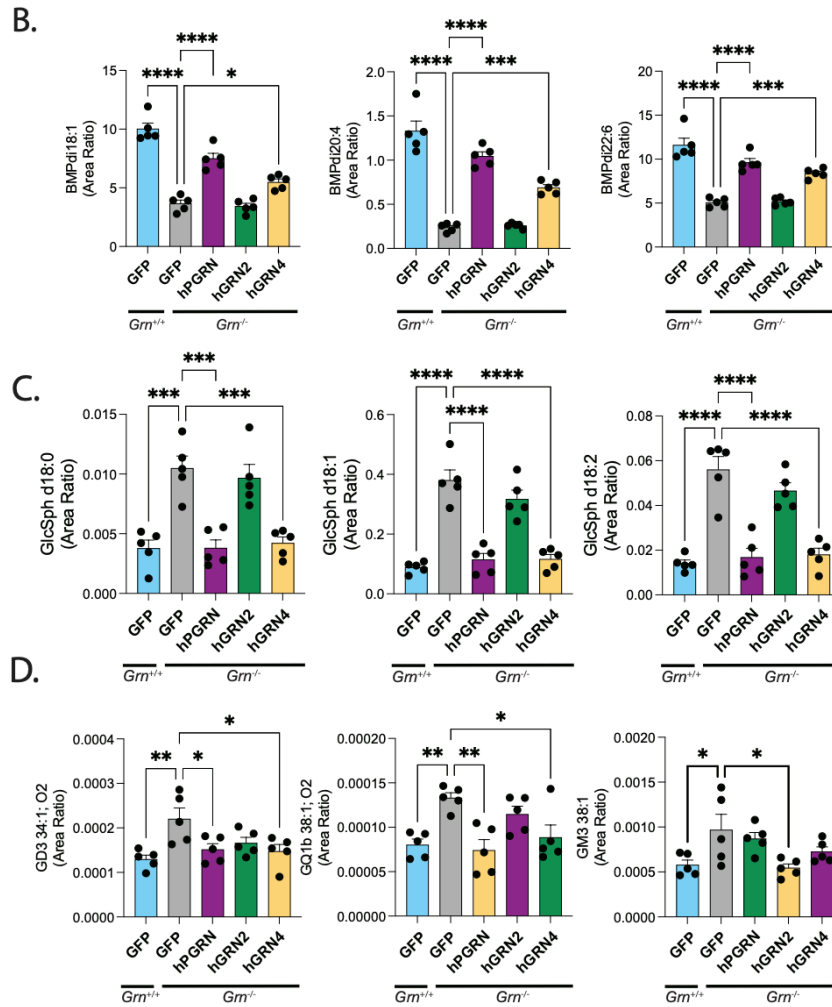 B.
****
****
*
BMPdi18:1
(Area Ratio)
15
10
5
0
GFP
GFP
hPGRN
hGRN2
hGRN4
Grn+/+
Grn-/-
****
****
***
BMPdi20:4
(Area Ratio)
2.0
1.5
1.0
0.5
0.0
GFP
GFP
hPGRN
hGRN2
hGRN4
Grn+/+
Grn-/-
****
****
***
BMPdi22:6
(Area Ratio)
20
15
10
5
0
GFP
GFP
hPGRN
hGRN2
hGRN4
Grn+/+
Grn-/-
C.
***
***
***
GlcSph d18:0
(Area Ratio)
0.015
0.010
0.005
0.000
GFP
GFP
hPGRN
hGRN2
hGRN4
Grn+/+
Grn-/-
****
****
****
GlcSph d18:1
(Area Ratio)
0.6
0.4
0.2
0.0
GFP
GFP
hPGRN
hGRN2
hGRN4
Grn+/+
Grn-/-
****
****
****
GlcSph d18:2
(Area Ratio)
0.08
0.06
0.04
0.02
0.00
GFP
GFP
hPGRN
hGRN2
hGRN4
Grn+/+
Grn-/-
D.
*
**
*
GD3 34:1; O2
(Area Ratio)
0.0004
0.0003
0.0002
0.0001
0.0000
GFP
GFP
hPGRN
hGRN2
hGRN4
Grn+/+
Grn-/-
*
**
**
GQ1b 38:1; O2
(Area Ratio)
0.00020
0.00015
0.00010
0.00005
0.00000
GFP
GFP
hPGRN
hGRN2
hGRN4
Grn+/+
Grn-/-
*
*
GM3 38:1
(Area Ratio)
0.0020
0.0015
0.0010
0.0005
0.0000
GFP
GFP
hPGRN
hGRN2
hGRN4
Grn+/+
Grn-/-